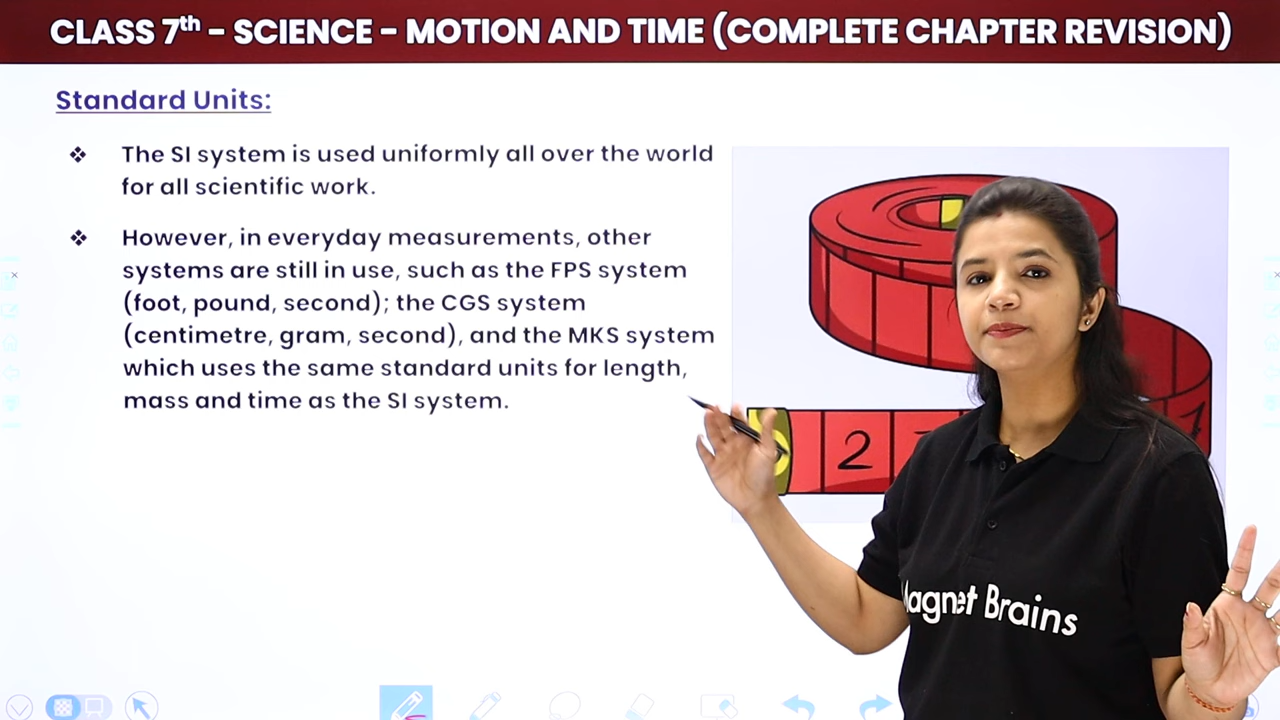 CLASS 7th – SCIENCE – MOTION AND TIME (COMPLETE CHAPTER REVISION)
Standard Units:
❖ The SI system is used uniformly all over the world
for all scientific work.
❖ However, in everyday measurements, other
systems are still in use, such as the FPS system
(foot, pound, second); the CGS system
(centimetre, gram, second), and the MKS system
which uses the same standard units for length,
mass and time as the SI system.
2
Magnet Brains